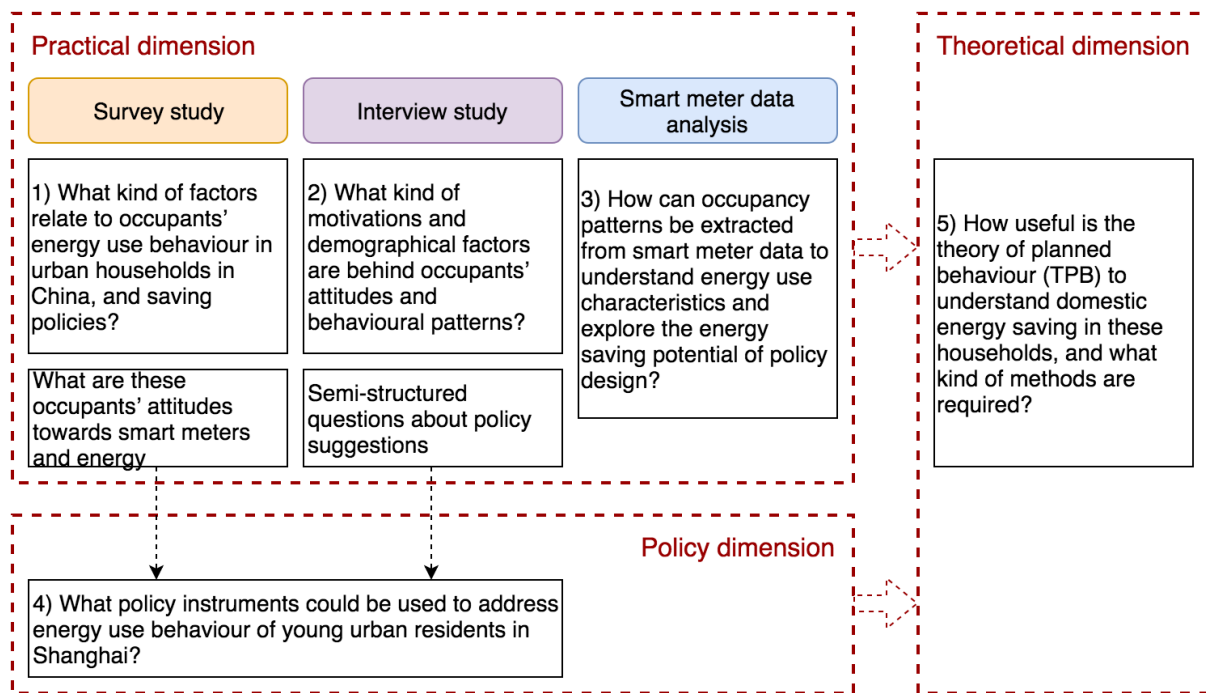 Practical dimension
Survey study
1) What kind of factors
relate to occupants'
energy use behaviour in
urban households in
China, and saving
policies?
What are these
occupants' attitudes
towards smart meters
and energy
Interview study
2) What kind of
motivations and
demographical factors
are behind occupants'
attitudes and
behavioural patterns?
Semi-structured
questions about policy
suggestions
Smart meter data
analysis
3) How can occupancy
patterns be extracted
from smart meter data to
understand energy use
characteristics and
explore the energy
saving potential of policy
design?
Policy dimension
4) What policy instruments could be used to address
energy use behaviour of young urban residents in
Shanghai?
Theoretical dimension
5) How useful is the
theory of planned
behaviour (TPB) to
understand domestic
energy saving in these
households, and what
kind of methods are
required?